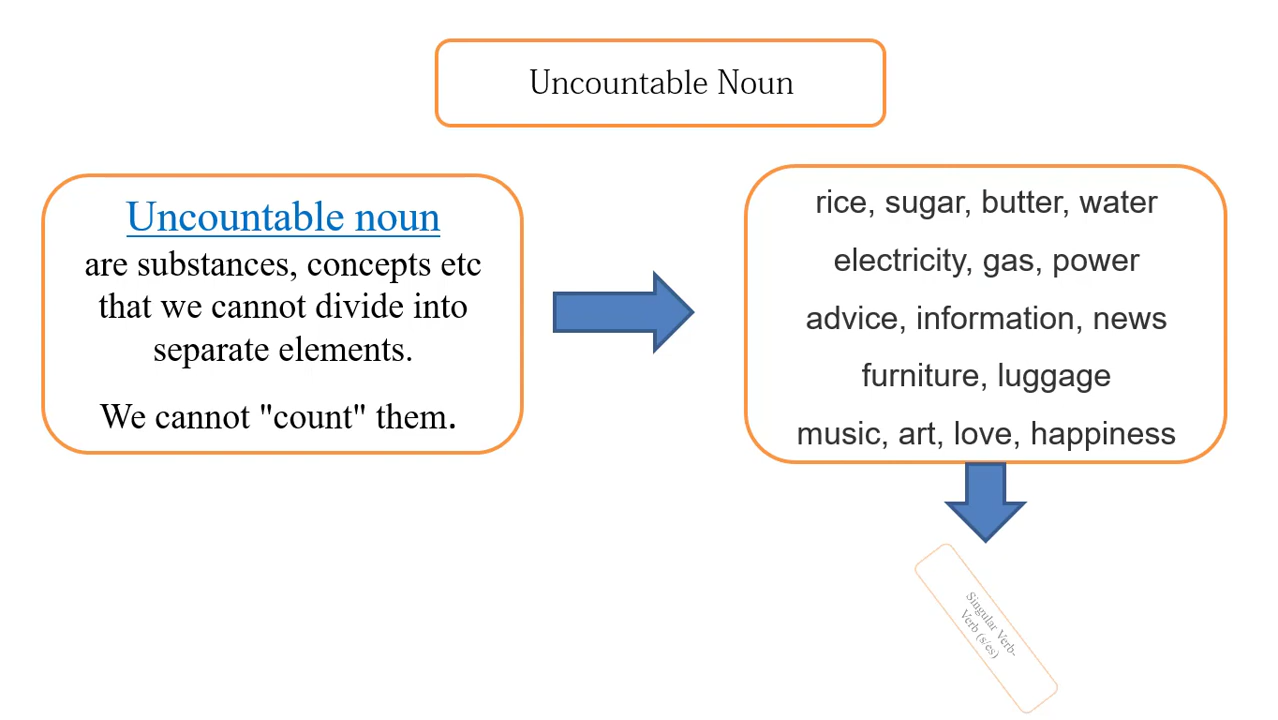 Uncountable Noun
Uncountable noun
are substances, concepts etc
that we cannot divide into
separate elements.
We cannot "count" them.
rice, sugar, butter, water
electricity, gas, power
advice, information, news
furniture, luggage
music, art, love, happiness
Singular Verb-
Verb (s/es)